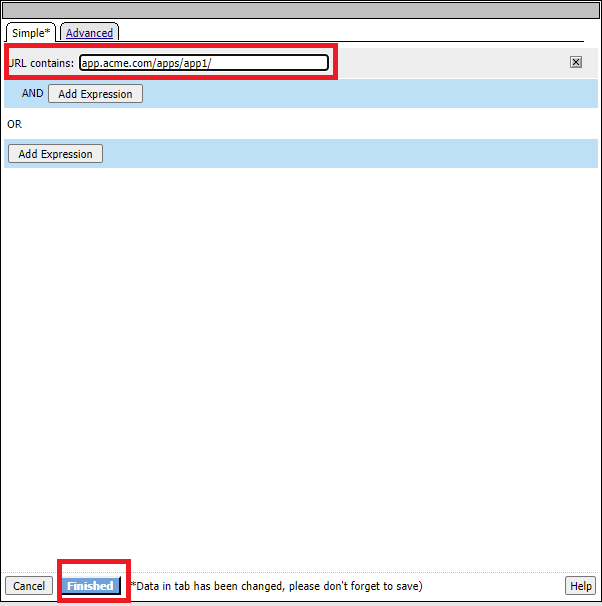 Simple* Advanced
URL contains: app.acme.com/apps/app1/
AND Add Expression
OR
Add Expression
Cancel Finished *Data in tab has been changed, please don't forget to save) Help